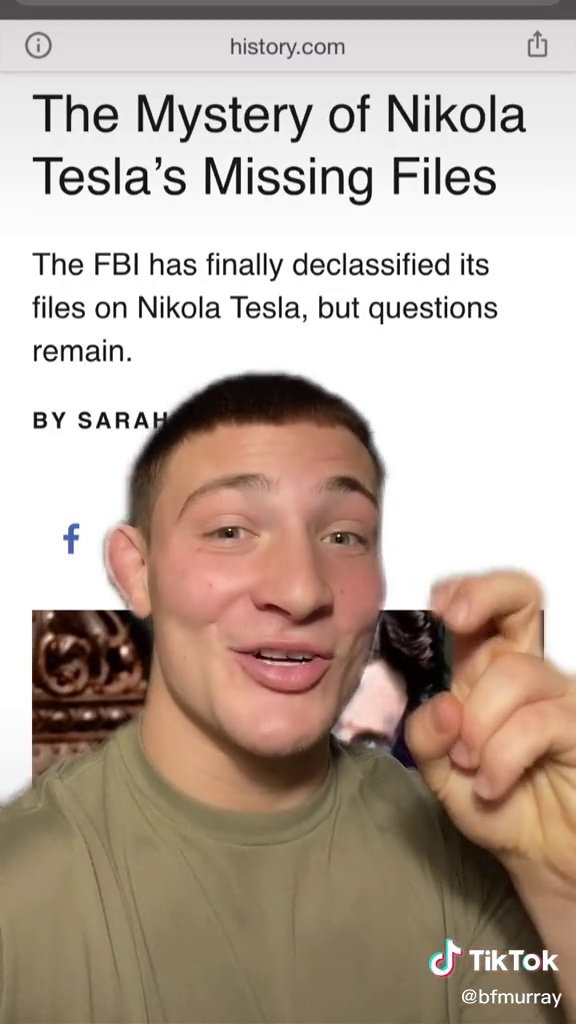 history.com
The Mystery of Nikola
Tesla's Missing Files
The FBI has finally declassified its
files on Nikola Tesla, but questions
remain.
BY SARAH
f
TikTok
@bfmurray